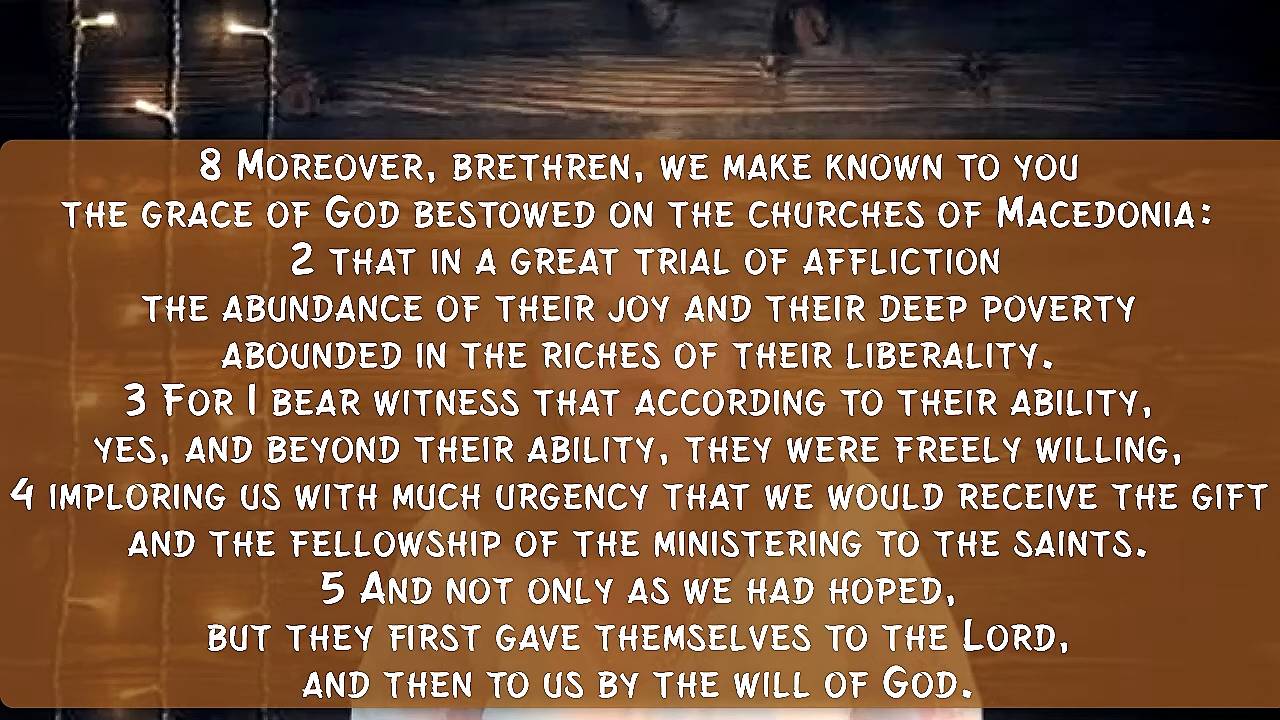 8 Moreover, brethren, we make known to you
the grace of God bestowed on the churches of Macedonia:
2 that in a great trial of affliction
the abundance of their joy and their deep poverty
abounded in the riches of their liberality.
3 For I bear witness that according to their ability,
yes, and beyond their ability, they were freely willing,
4 imploring us with much urgency that we would receive the gift
and the fellowship of the ministering to the saints.
5 And not only as we had hoped,
but they first gave themselves to the Lord,
and then to us by the will of God.